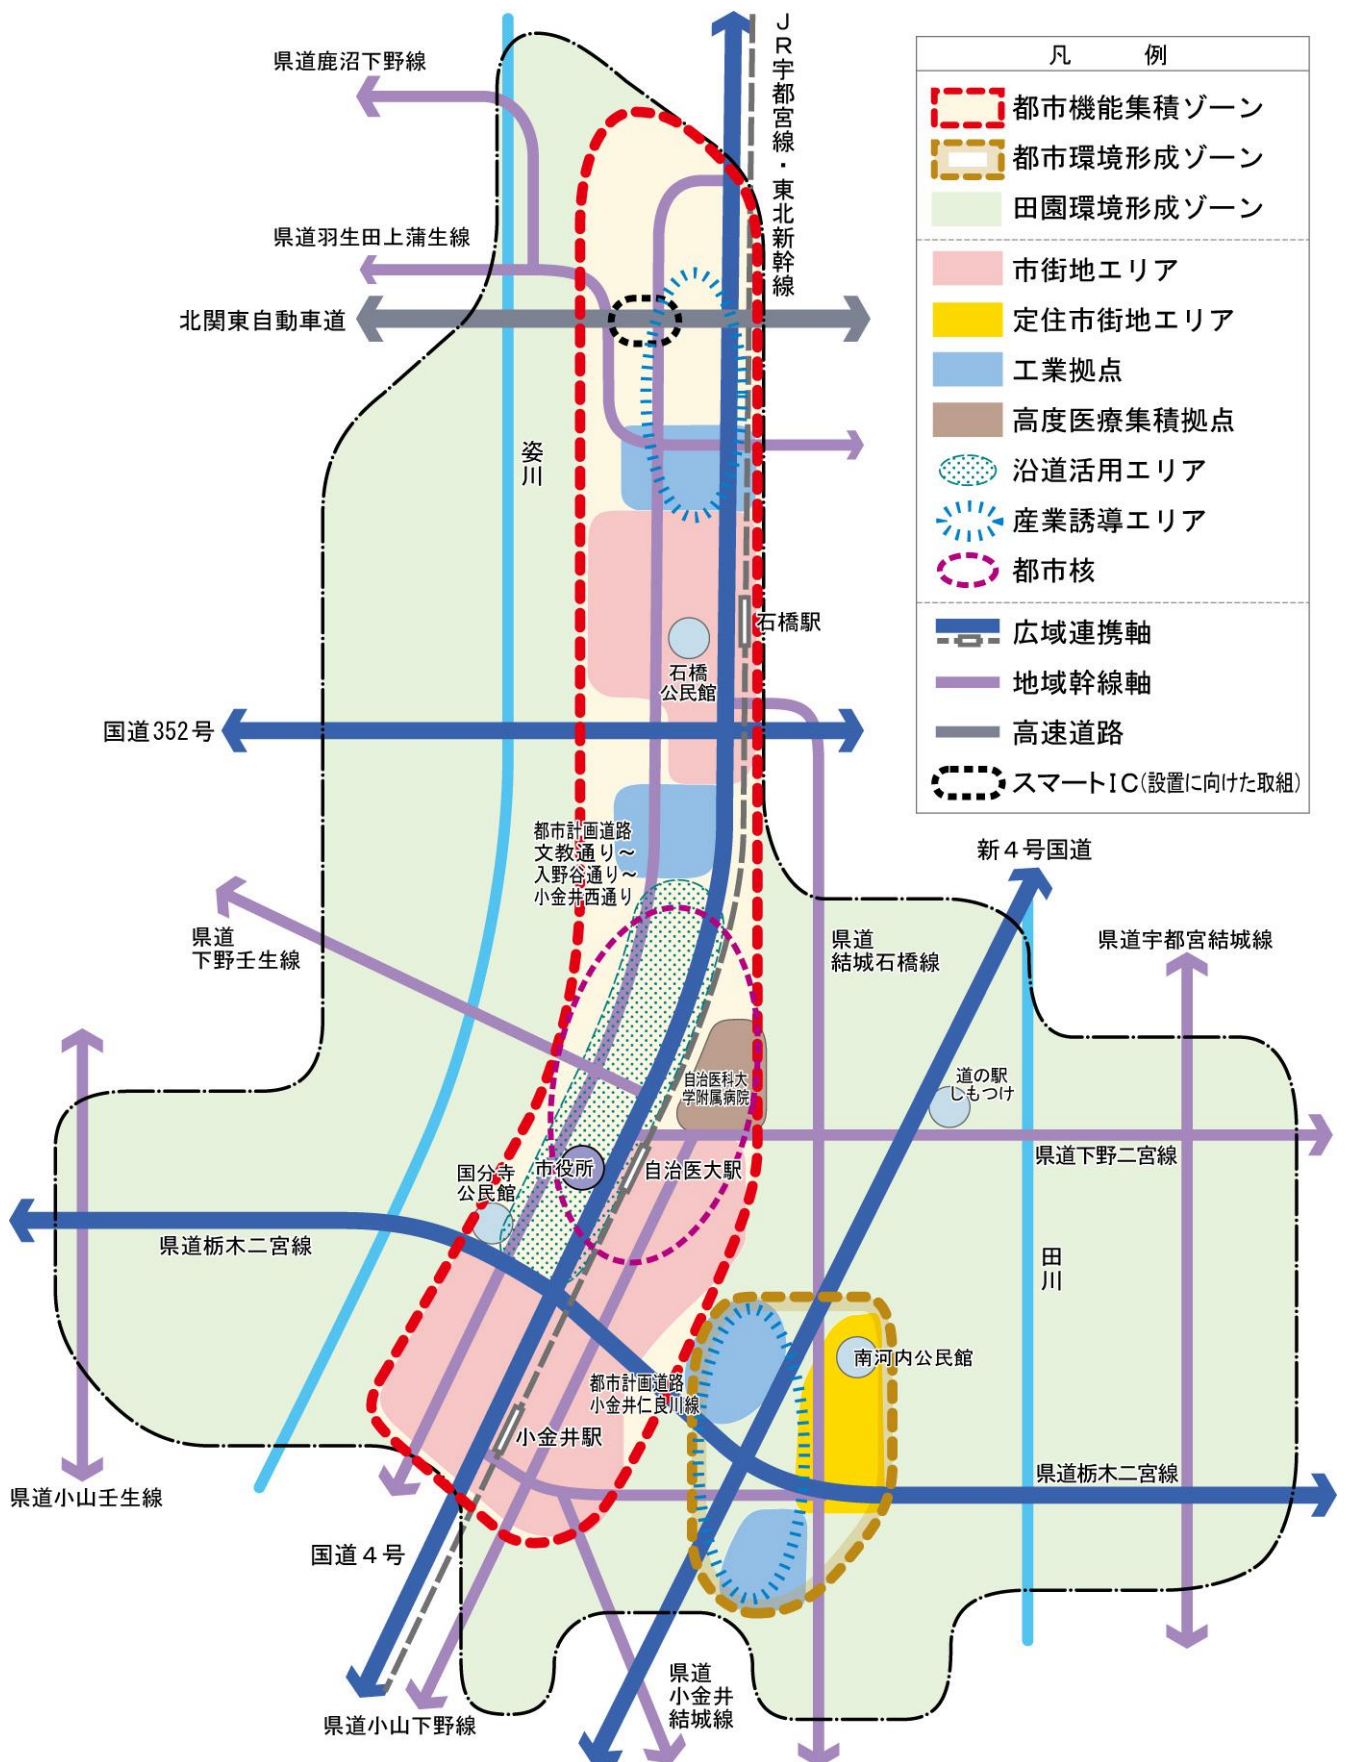 県道鹿沼下野線
JR宇都宮線・東北新幹線
県道羽生田上蒲生線
北関東自動車道
姿川
石橋駅
石橋
公民館
国道352号
都市計画道路
文教通り～
入野谷通り～
小金井西通り
新4号国道
県道
下野壬生線
県道
結城石橋線
県道宇都宮結城線
自治医科大
学附属病院
道の駅
しもつけ
県道下野二宮線
国分寺
公民館
市役所
自治医大駅
県道栃木二宮線
田川
南河内公民館
都市計画道路
小金井仁良川線
小金井駅
県道栃木二宮線
県道小山壬生線
国道4号
県道小山下野線
県道
小金井
結城線
凡例
都市機能集積ゾーン
都市環境形成ゾーン
田園環境形成ゾーン
市街地エリア
定住市街地エリア
工業拠点
高度医療集積拠点
沿道活用エリア
産業誘導エリア
都市核
広域連携軸
地域幹線軸
高速道路
スマートIC(設置に向けた取組)